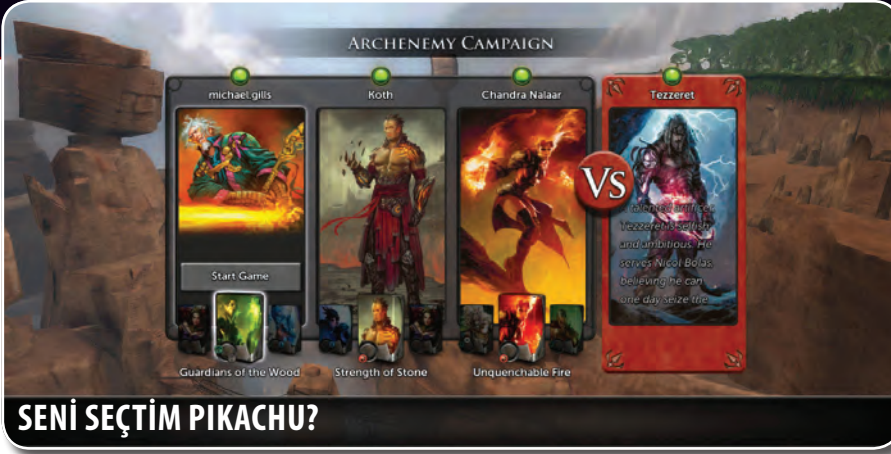 ARCHENEMY CAMPAIGN
michael.gills
Koth
Chandra Nalaar
Tezzeret
VS
talented artificer,
Tezzeret is selfish
and ambitious. He
serves Nicol Bolas,
believing he can
one day seize the
Start Game
Guardians of the Wood
Strength of Stone
Unquenchable Fire
SENİ SEÇTİM PIKACHU?